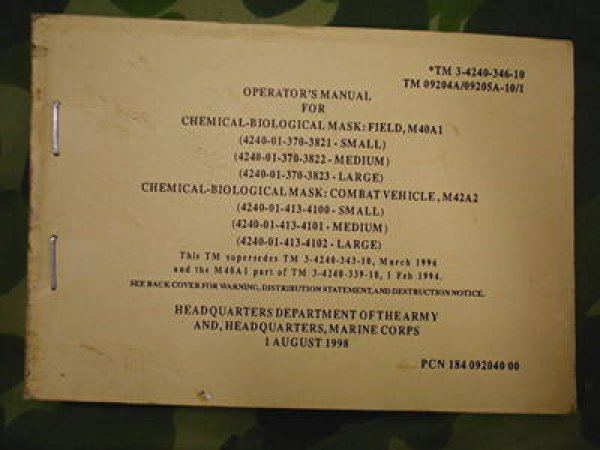 *TM 3-4240-346-10
TM 09204A/09205A-10/1
OPERATOR'S MANUAL
FOR
CHEMICAL-BIOLOGICAL MASK: FIELD, M40A1
(4240-01-370-3821 - SMALL)
(4240-01-370-3822 - MEDIUM)
(4240-01-370-3823 - LARGE)
CHEMICAL-BIOLOGICAL MASK: COMBAT VEHICLE, M42A2
(4240-01-413-4100 - SMALL)
(4240-01-413-4101 - MEDIUM)
(4240-01-413-4102 - LARGE)
This TM supersedes TM 3-4240-343-10, March 1996
and the M40A1 part of TM 3-4240-339-10, 1 Feb 1994.
SEE BACK COVER FOR WARNING, DISTRIBUTION STATEMENT, AND DESTRUCTION NOTICE.
HEADQUARTERS DEPARTMENT OF THE ARMY
AND, HEADQUARTERS, MARINE CORPS
1 AUGUST 1998
PCN 184 092040 00